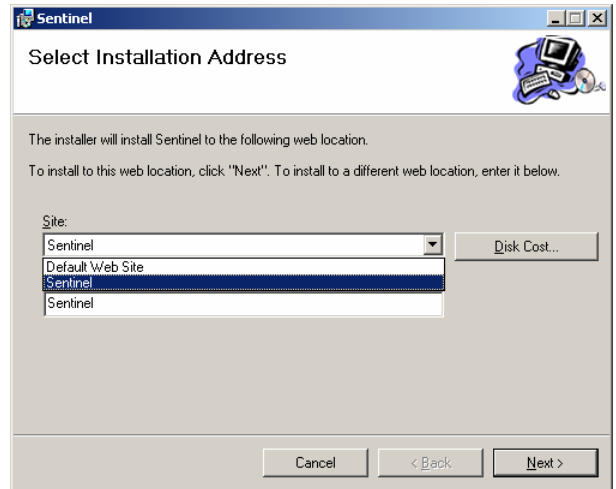 Sentinel
Select Installation Address
The installer will install Sentinel to the following web location.
To install to this web location, click "Next". To install to a different web location, enter it below.
Site:
Sentinel
Disk Cost...
Default Web Site
Sentinel
Sentinel
Cancel
< Back
Next >